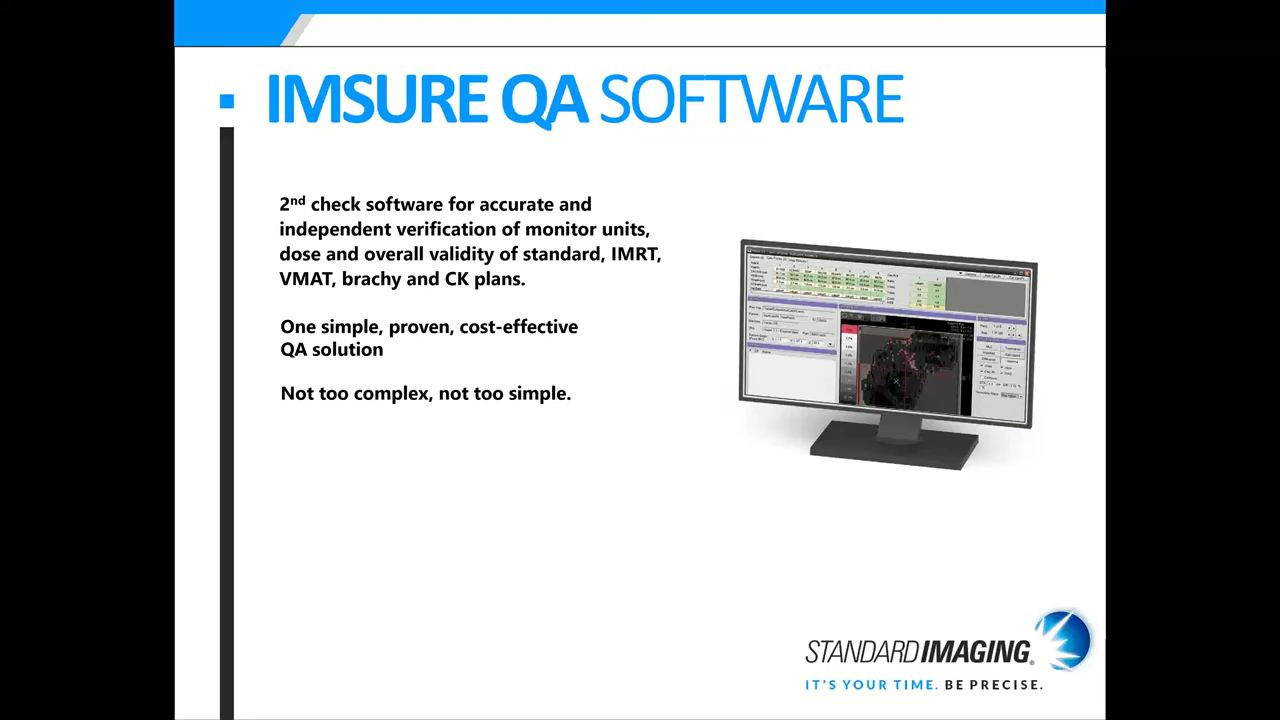 IMSURE QA SOFTWARE
2nd check software for accurate and
independent verification of monitor units,
dose and overall validity of standard, IMRT,
VMAT, brachy and CK plans.
One simple, proven, cost-effective
QA solution
Not too complex, not too simple.
STANDARD IMAGING®
IT'S YOUR TIME. BE PRECISE.